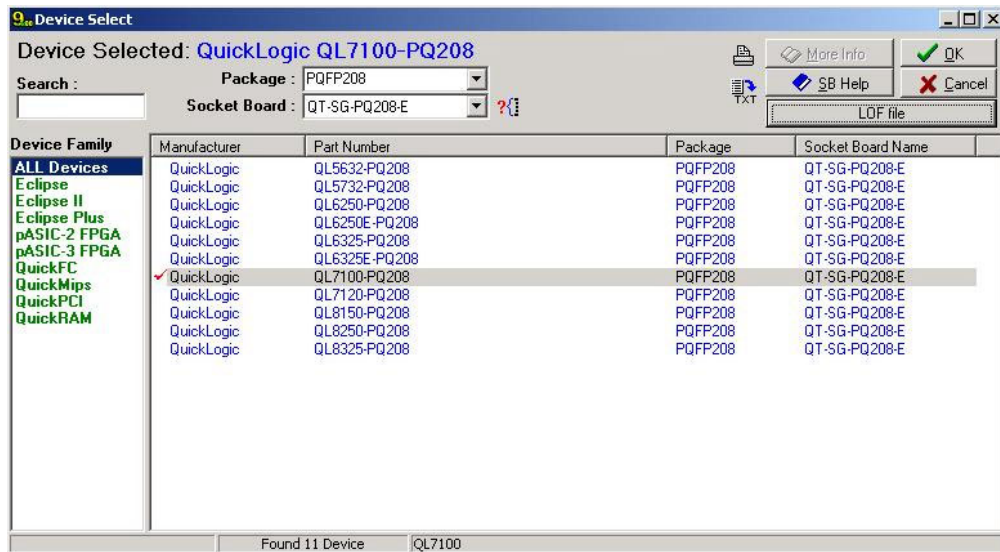 9.00 Device Select
Device Selected: QuickLogic QL7100-PQ208
More Info
OK
Search :
Package : PQFP208
SB Help
Cancel
Socket Board : QT-SG-PQ208-E
?{
TXT
LOF file
Device Family
ALL Devices
Eclipse
Eclipse II
Eclipse Plus
pASIC-2 FPGA
pASIC-3 FPGA
QuickFC
QuickMips
QuickPCI
QuickRAM
Manufacturer Part Number Package Socket Board Name
QuickLogic QL5632-PQ208 PQFP208 QT-SG-PQ208-E
QuickLogic QL5732-PQ208 PQFP208 QT-SG-PQ208-E
QuickLogic QL6250-PQ208 PQFP208 QT-SG-PQ208-E
QuickLogic QL6250E-PQ208 PQFP208 QT-SG-PQ208-E
QuickLogic QL6325-PQ208 PQFP208 QT-SG-PQ208-E
QuickLogic QL6325E-PQ208 PQFP208 QT-SG-PQ208-E
QuickLogic QL7100-PQ208 PQFP208 QT-SG-PQ208-E
QuickLogic QL7120-PQ208 PQFP208 QT-SG-PQ208-E
QuickLogic QL8150-PQ208 PQFP208 QT-SG-PQ208-E
QuickLogic QL8250-PQ208 PQFP208 QT-SG-PQ208-E
QuickLogic QL8325-PQ208 PQFP208 QT-SG-PQ208-E
Found 11 Device QL7100